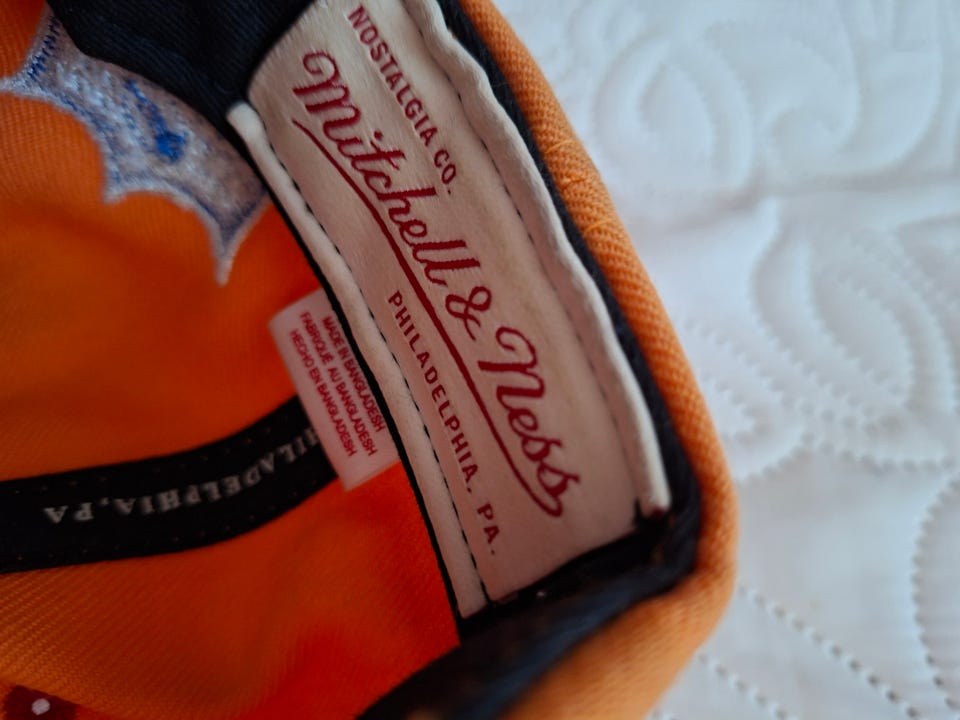 NOSTALGIA CO.
Mitchell & Ness
PHILADELPHIA, PA.
MADE IN BANGLADESH
FABRIQUÉ AU BANGLADESH
HECHO EN BANGLADESH
PHILADELPHIA, PA